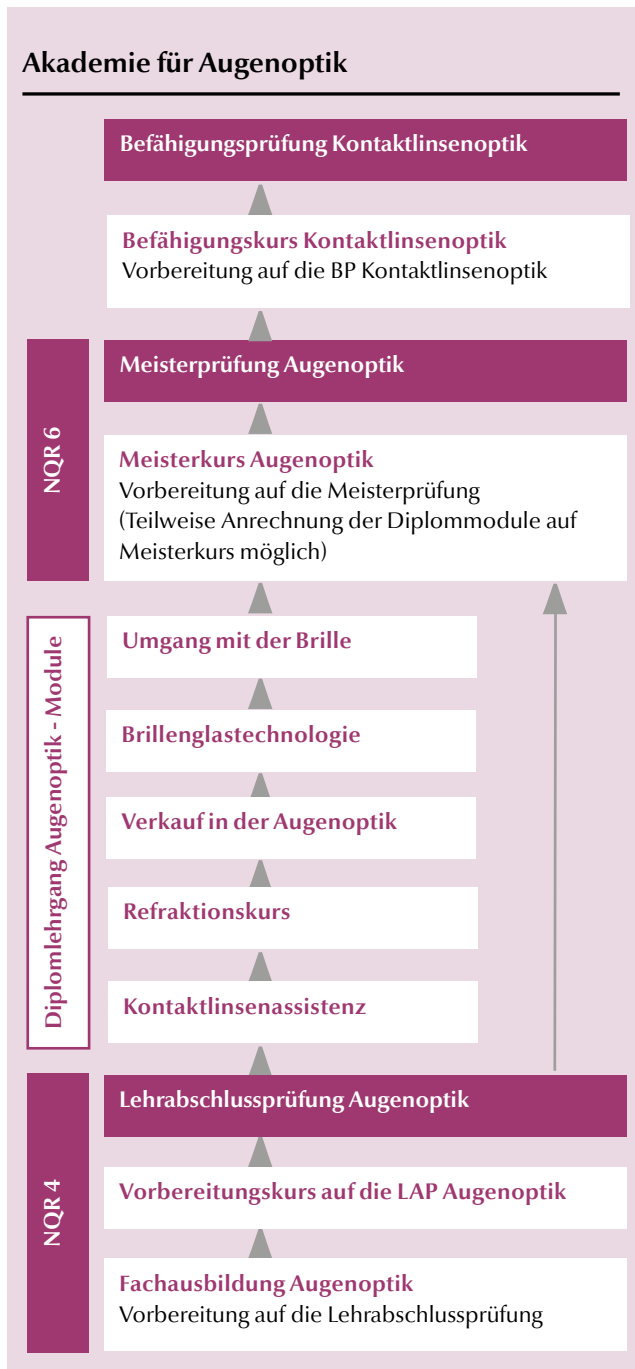 Akademie für Augenoptik
Befähigungsprüfung Kontaktlinsenoptik
Befähigungskurs Kontaktlinsenoptik
Vorbereitung auf die BP Kontaktlinsenoptik
NQR 6
Meisterprüfung Augenoptik
Meisterkurs Augenoptik
Vorbereitung auf die Meisterprüfung
(Teilweise Anrechnung der Diplommodule auf
Meisterkurs möglich)
Diplomlehrgang Augenoptik - Module
Umgang mit der Brille
Brillenglastechnologie
Verkauf in der Augenoptik
Refraktionskurs
Kontaktlinsenassistenz
NQR 4
Lehrabschlussprüfung Augenoptik
Vorbereitungskurs auf die LAP Augenoptik
Fachausbildung Augenoptik
Vorbereitung auf die Lehrabschlussprüfung